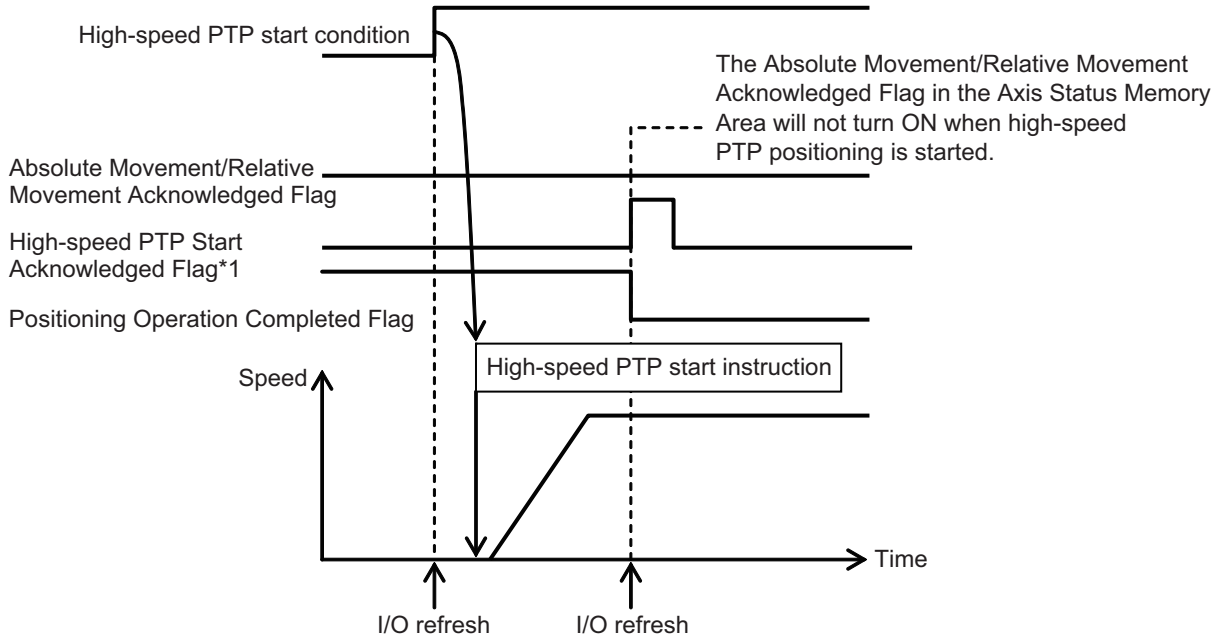 High-speed PTP start condition
The Absolute Movement/Relative Movement
Acknowledged Flag in the Axis Status Memory
Area will not turn ON when high-speed
PTP positioning is started.
Absolute Movement/Relative
Movement Acknowledged Flag
High-speed PTP Start
Acknowledged Flag*1
Positioning Operation Completed Flag
High-speed PTP start instruction
Speed
Time
I/O refresh
I/O refresh